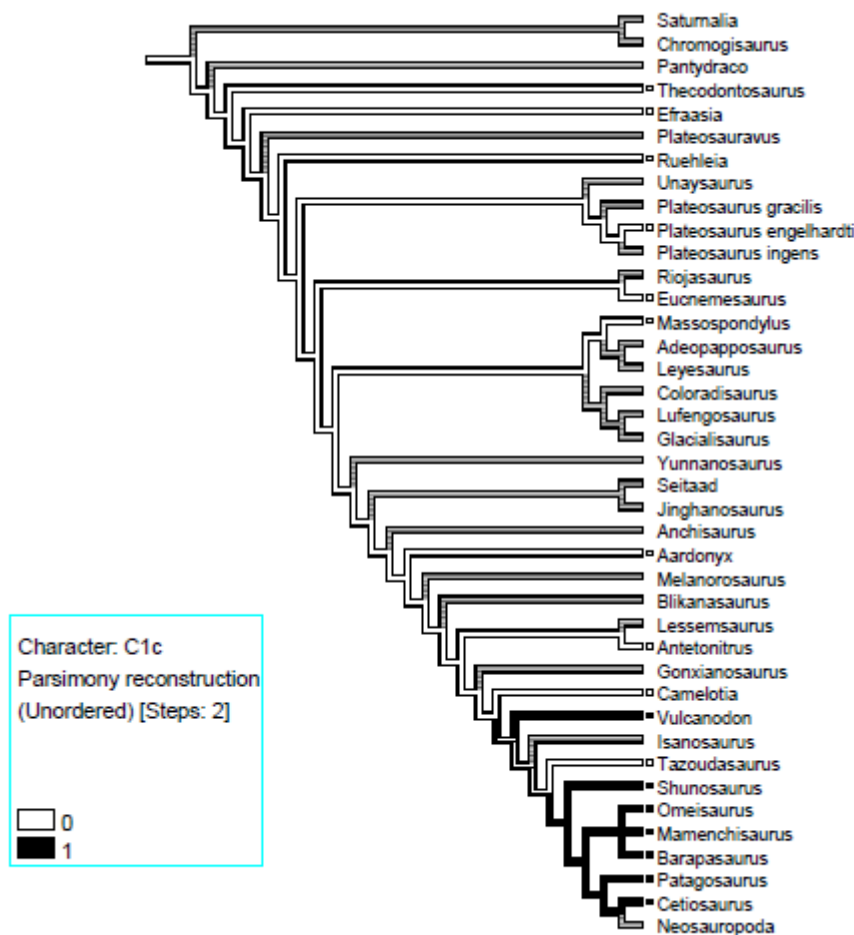 Saturnalia
Chromogisaurus
Pantydraco
Thecodontosaurus
Efraasia
Plateosauravus
Ruehleia
Unaysaurus
Plateosaurus gracilis
Plateosaurus engelhardti
Plateosaurus ingens
Riojasaurus
Eucnemesaurus
Massospondylus
Adeopapposaurus
Leyesaurus
Coloradisaurus
Lufengosaurus
Glacialisaurus
Yunnanosaurus
Seitaad
Jinghanosaurus
Anchisaurus
Aardonyx
Melanorosaurus
Blikanasaurus
Lessemsaurus
Antetonitrus
Gonxianosaurus
Camelotia
Vulcanodon
Isanosaurus
Tazoudasaurus
Shunosaurus
Omeisaurus
Mamenchisaurus
Barapasaurus
Patagosaurus
Cetiosaurus
Neosauropoda
Character: C1c
Parsimony reconstruction
(Unordered) [Steps: 2]
0
1